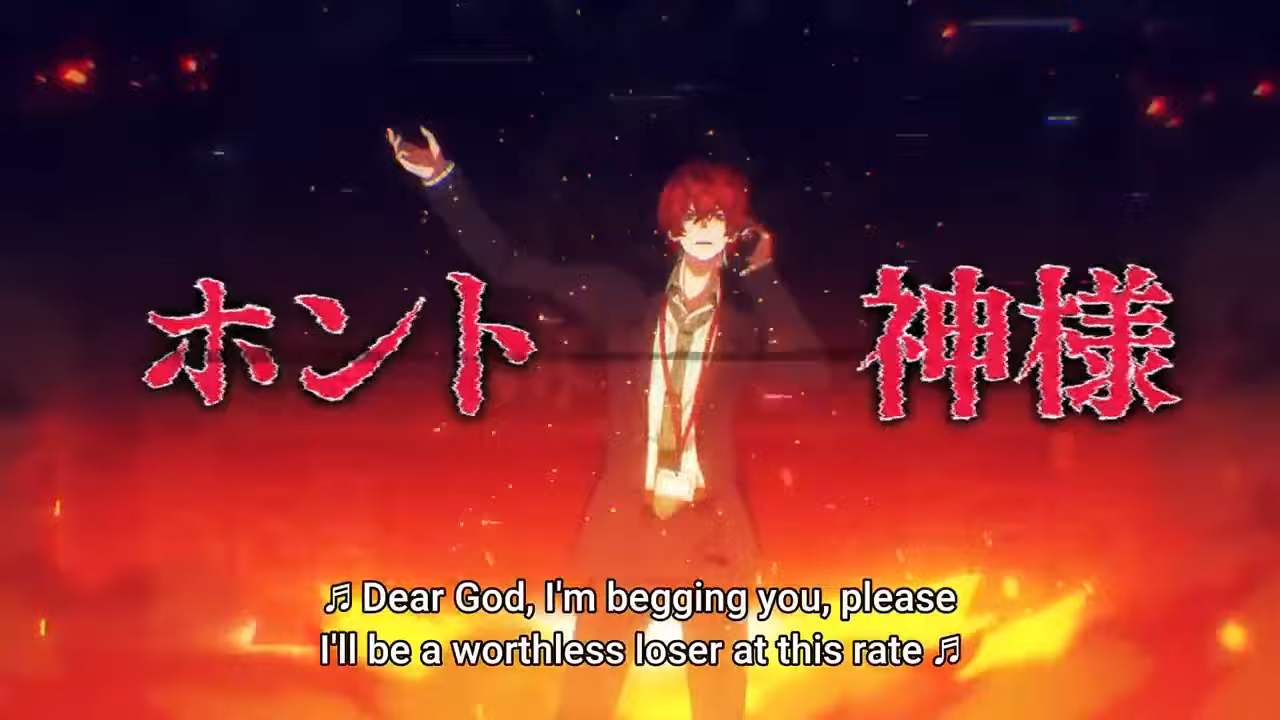 ホント 神様
♫ Dear God, I'm begging you, please
I'll be a worthless loser at this rate ♫